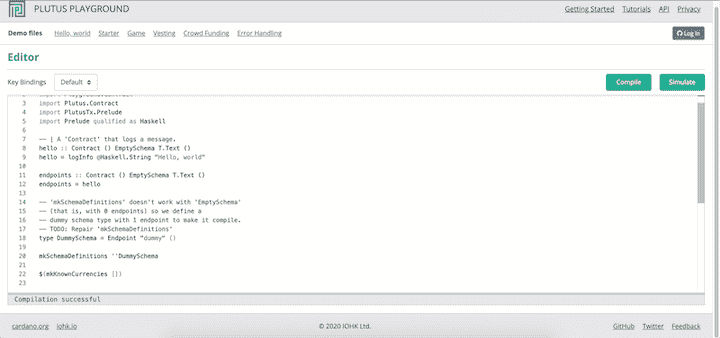 PLUTUS PLAYGROUND Getting Started Tutorials API Privacy
Demo files Hello, world Starter Game Vesting Crowd Funding Error Handling Log In
Editor
Key Bindings Default Compile Simulate
3 import Plutus.Contract
4 import PlutusTx.Prelude
5 import Prelude qualified as Haskell
6
7 -- | A 'Contract' that logs a message.
8 hello :: Contract () EmptySchema T.Text ()
9 hello = logInfo @Haskell.String "Hello, world"
10
11 endpoints :: Contract () EmptySchema T.Text ()
12 endpoints = hello
13
14 -- 'mkSchemaDefinitions' doesn't work with 'EmptySchema'
15 -- (that is, with 0 endpoints) so we define a
16 -- dummy schema type with 1 endpoint to make it compile.
17 -- TODO: Repair 'mkSchemaDefinitions'
18 type DummySchema = Endpoint "dummy" ()
19
20 mkSchemaDefinitions ''DummySchema
21
22 $(mkKnownCurrencies [])
23
Compilation successful
cardano.org iohk.io © 2020 IOHK Ltd. GitHub Twitter Feedback